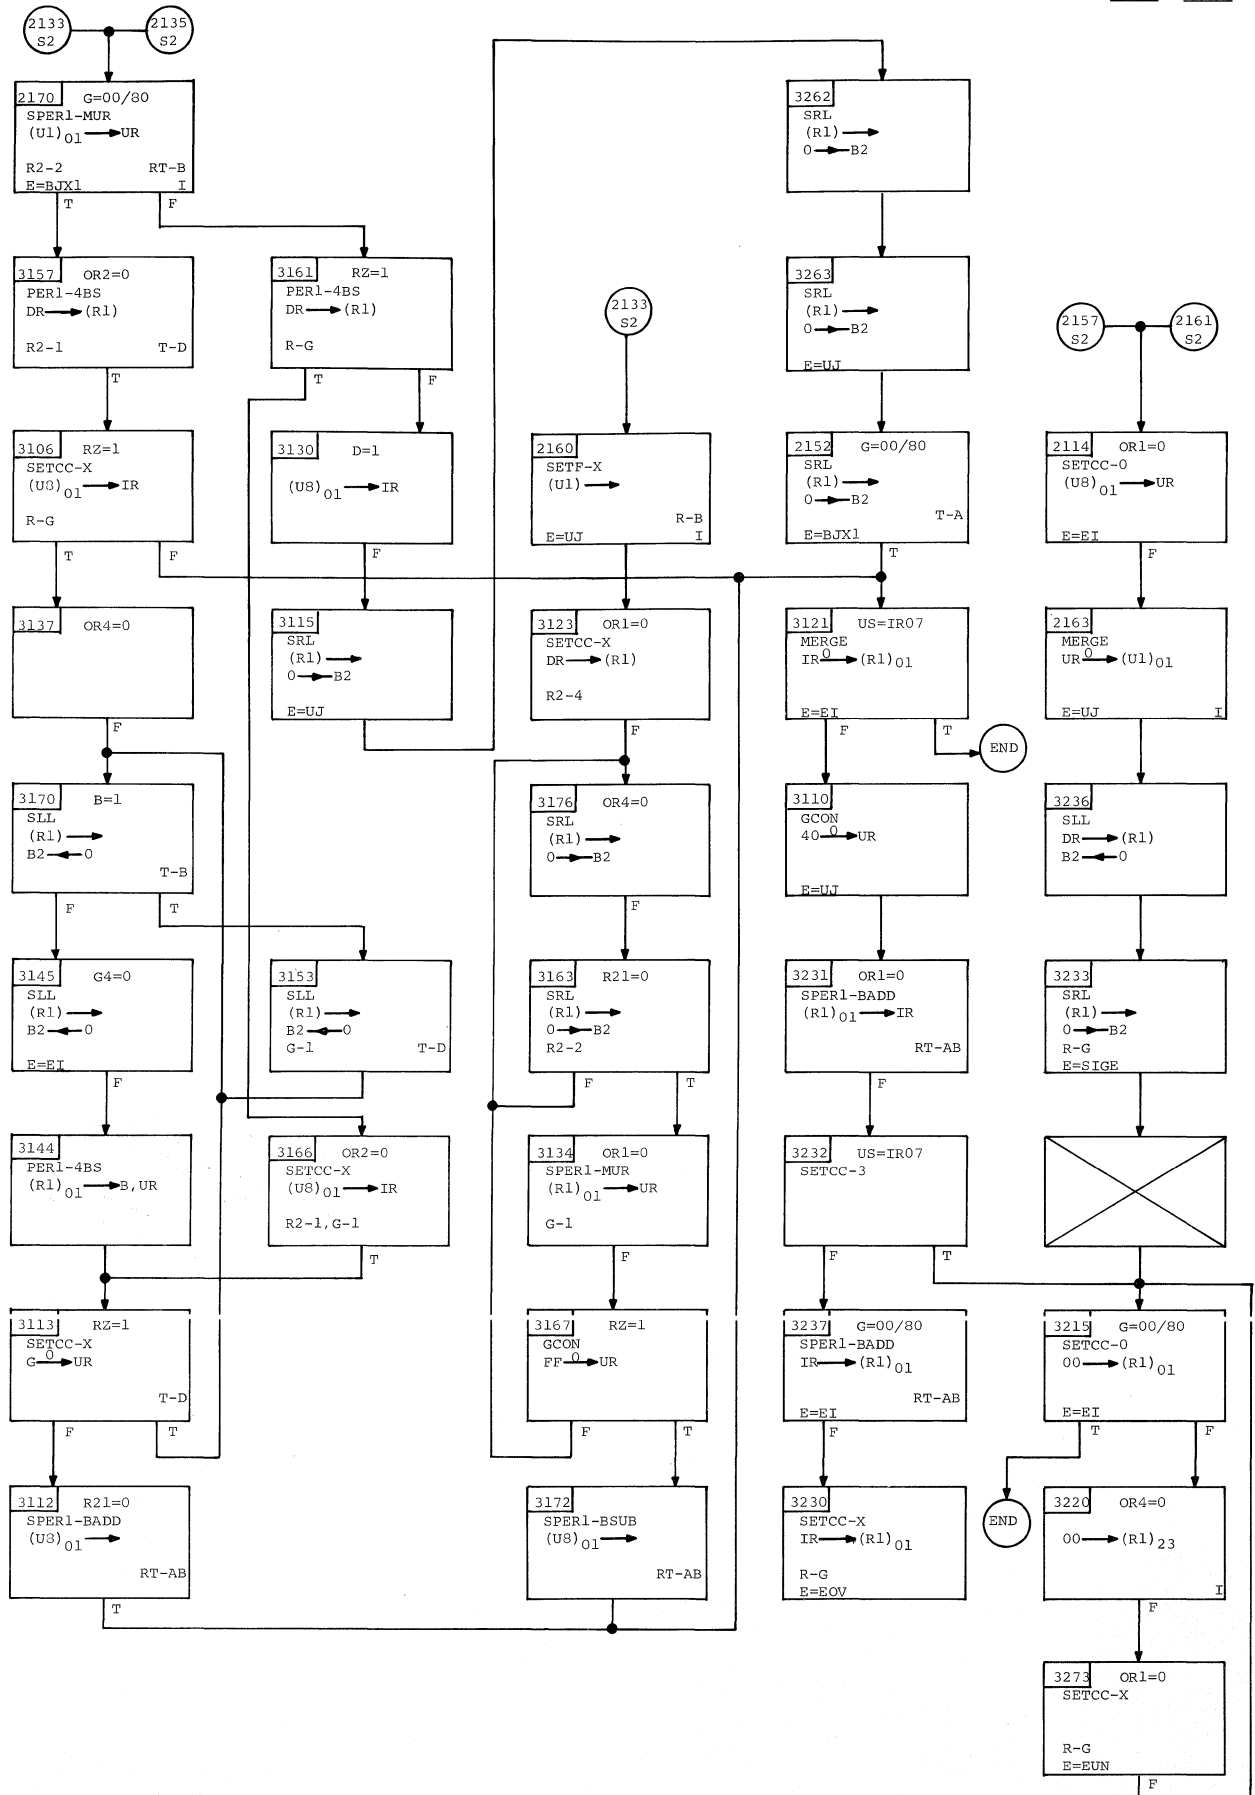 2133 S2
2135 S2
2170 G=00/80
SPER1-MUR
(U1)01 → UR
R2-2 RT-B
E=BJX1 I
T F
3157 OR2=0
PER1-4BS
DR → (R1)
R2-1 T-D
T
3106 RZ=1
SETCC-X
(U8)01 → IR
R-G
T F
3137 OR4=0
F
3170 B=1
SLL
(R1) →
B2 ← 0
T-B
F T
3145 G4=0
SLL
(R1) →
B2 ← 0
E=EI
F
3144
PER1-4BS
(R1)01 → B,UR
3113 RZ=1
SETCC-X
G 0 → UR
T-D
F T
3112 R21=0
SPER1-BADD
(U8)01 →
RT-AB
T
3161 RZ=1
PER1-4BS
DR → (R1)
R-G
T F
3130 D=1
(U8)01 → IR
F
3115
SRL
(R1) →
0 → B2
E=UJ
3153
SLL
(R1) →
B2 ← 0
G-1 T-D
3166 OR2=0
SETCC-X
(U8)01 → IR
R2-1,G-1
T
2133 S2
2160
SETF-X
(U1) →
R-B
E=UJ I
3123 OR1=0
SETCC-X
DR → (R1)
R2-4
F
3176 OR4=0
SRL
(R1) →
0 → B2
F
3163 R21=0
SRL
(R1) →
0 → B2
R2-2
F T
3134 OR1=0
SPER1-MUR
(R1)01 → UR
G-1
F
3167 RZ=1
GCON
FF 0 → UR
F T
3172
SPER1-BSUB
(U8)01 →
RT-AB
3262
SRL
(R1) →
0 → B2
3263
SRL
(R1) →
0 → B2
E=UJ
2152 G=00/80
SRL
(R1) →
0 → B2
T-A
E=BJX1
T
3121 US=IR07
MERGE
IR 0 → (R1)01
E=EI
F T
END
3110
GCON
40 0 → UR
E=UJ
3231 OR1=0
SPER1-BADD
(R1)01 → IR
RT-AB
F
3232 US=IR07
SETCC-3
F T
3237 G=00/80
SPER1-BADD
IR → (R1)01
RT-AB
E=EI
F
3230
SETCC-X
IR → (R1)01
R-G
E=EOV
2157 S2
2161 S2
2114 OR1=0
SETCC-0
(U8)01 → UR
E=EI
F
2163
MERGE
UR 0 → (U1)01
E=UJ I
3236
SLL
DR → (R1)
B2 ← 0
3233
SRL
(R1) →
0 → B2
R-G
E=SIGE
3215 G=00/80
SETCC-0
00 → (R1)01
E=EI
T F
END
3220 OR4=0
00 → (R1)23
I
F
3273 OR1=0
SETCC-X
R-G
E=EUN
F